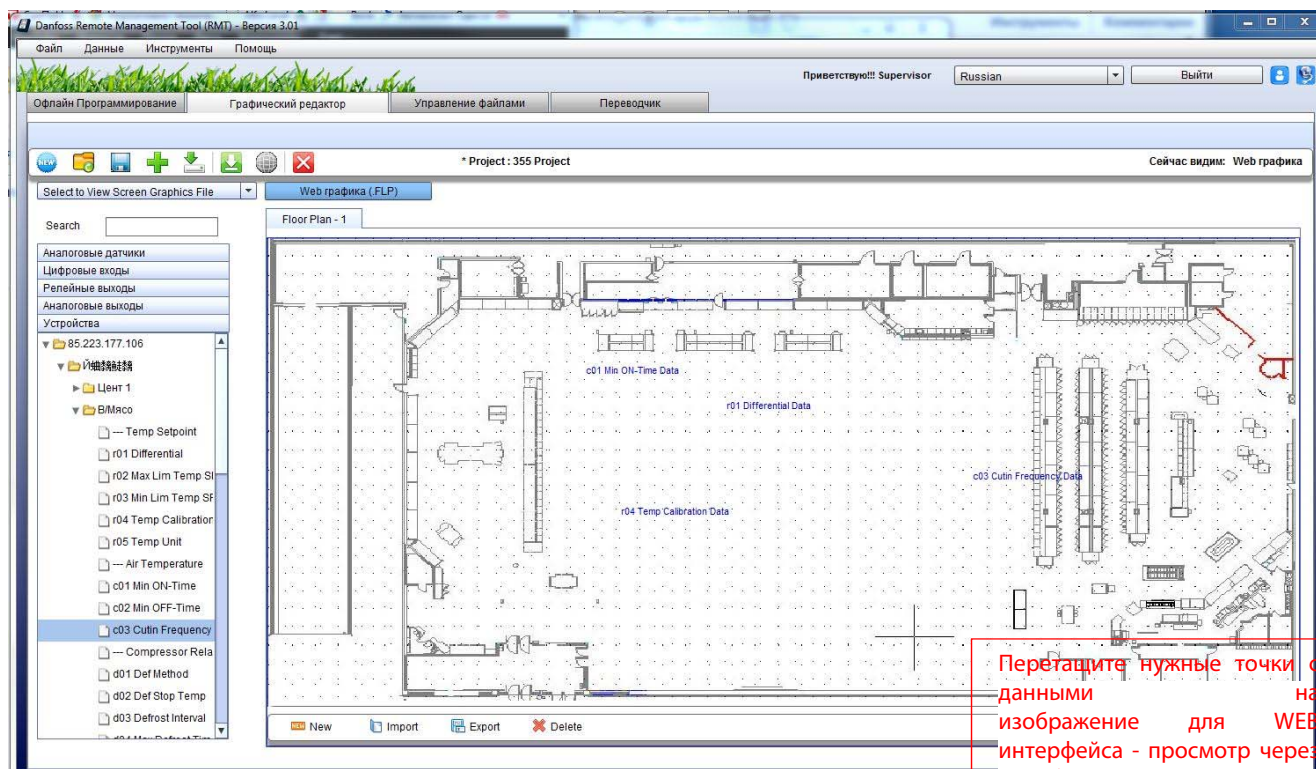 Danfoss Remote Management Tool (RMT) - Версия 3.01
Файл Данные Инструменты Помощь
Приветствую!!! Supervisor Russian Выйти
Офлайн Программирование Графический редактор Управление файлами Переводчик
* Project : 355 Project Сейчас видим: Web графика
Select to View Screen Graphics File Web графика (.FLP)
Search Floor Plan - 1
Аналоговые датчики
Цифровые входы
Релейные выходы
Аналоговые выходы
Устройства
85.223.177.106
Цент 1
В/Мясо
--- Temp Setpoint
r01 Differential
r02 Max Lim Temp
r03 Min Lim Temp
r04 Temp Calibration
r05 Temp Unit
--- Air Temperature
c01 Min ON-Time
c02 Min OFF-Time
c03 Cutin Frequency
--- Compressor Rela
d01 Def Method
d02 Def Stop Temp
d03 Defrost Interval
c01 Min ON-Time Data
r01 Differential Data
c03 Cutin Frequency Data
r04 Temp Calibration Data
New Import Export Delete
Перетащите нужные точки с
данными на
изображение для WEB
интерфейса - просмотр через